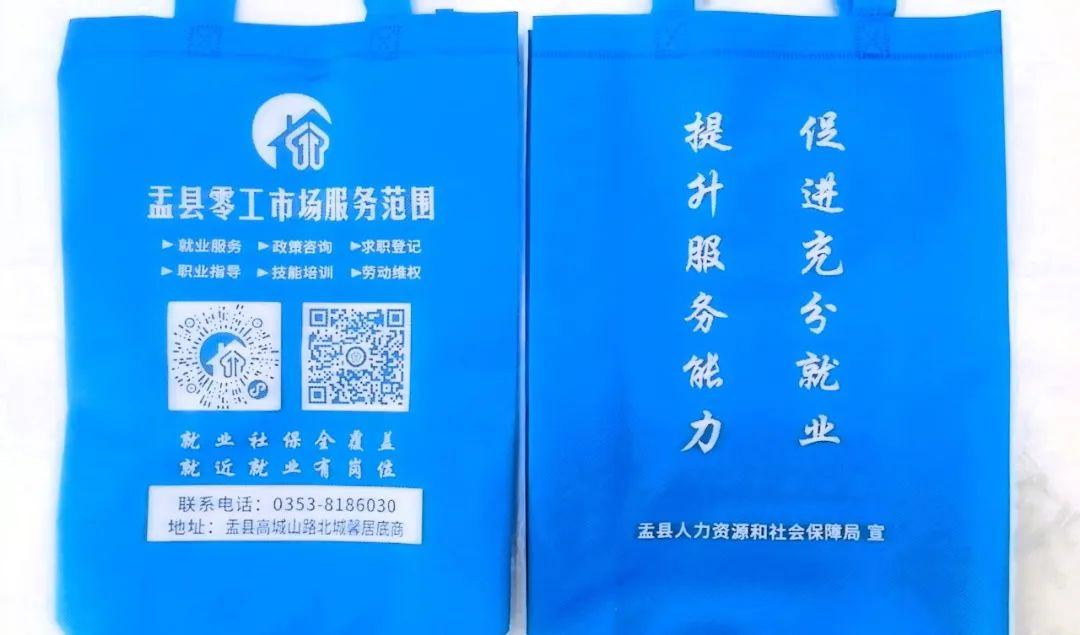 盂县零工市场服务范围
▶就业服务 ▶政策咨询 ▶求职登记
▶职业指导 ▶技能培训 ▶劳动维权
就业社保全覆盖
就近就业有岗位
联系电话：0353-8186030
地址：盂县高城山路北城馨居底商
促进充分就业
提升服务能力
盂县人力资源和社会保障局 宣